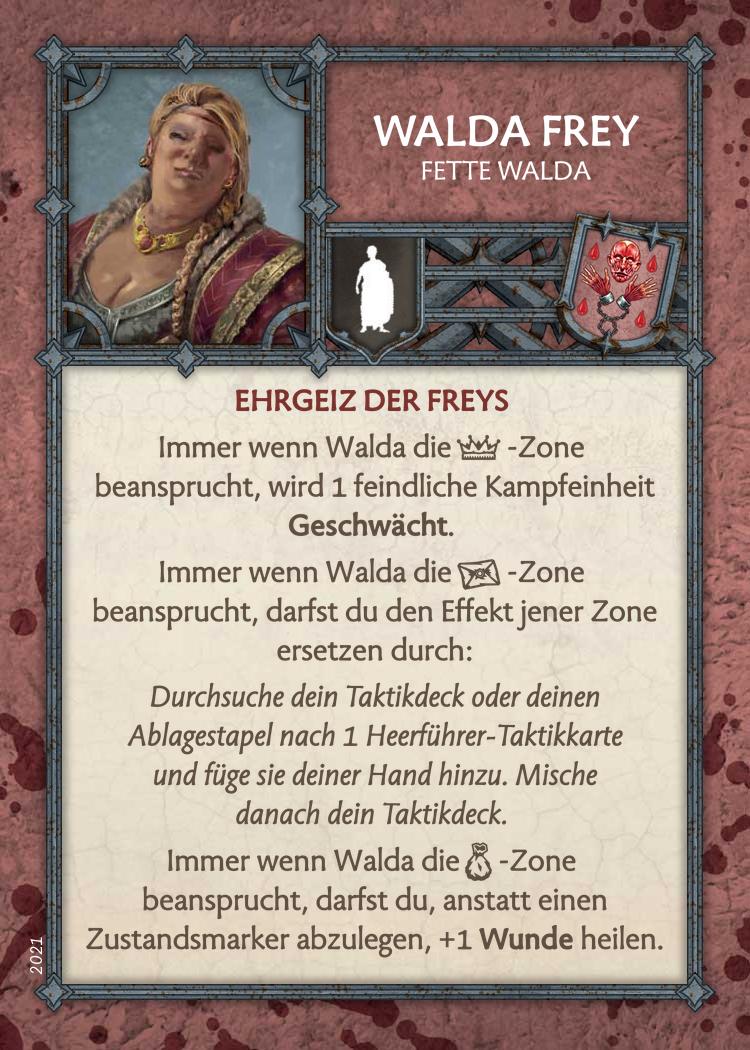 WALDA FREY
FETTE WALDA
EHRGEIZ DER FREYS
Immer wenn Walda die -Zone
beansprucht, wird 1 feindliche Kampfeinheit
Geschwächt.
Immer wenn Walda die -Zone
beansprucht, darfst du den Effekt jener Zone
ersetzen durch:
Durchsuche dein Taktikdeck oder deinen
Ablagestapel nach 1 Heerführer-Taktikkarte
und füge sie deiner Hand hinzu. Mische
danach dein Taktikdeck.
Immer wenn Walda die -Zone
beansprucht, darfst du, anstatt einen
Zustandsmarker abzulegen, +1 Wunde heilen.
2021